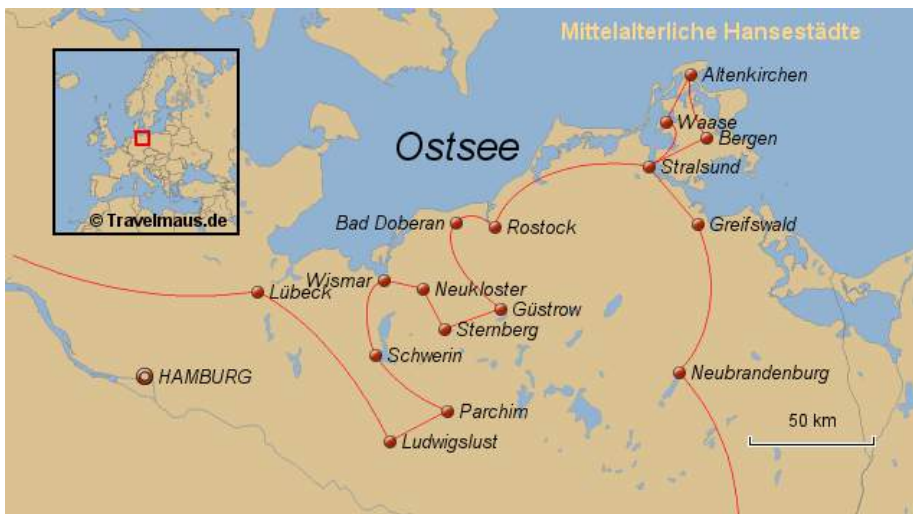 Mittelalterliche Hansestädte
Altenkirchen
Waase
Bergen
Ostsee
Stralsund
© Travelmaus.de
Bad Doberan
Rostock
Greifswald
Wismar
Lübeck
Neukloster
Güstrow
Sternberg
Schwerin
HAMBURG
Neubrandenburg
Parchim
50 km
Ludwigslust